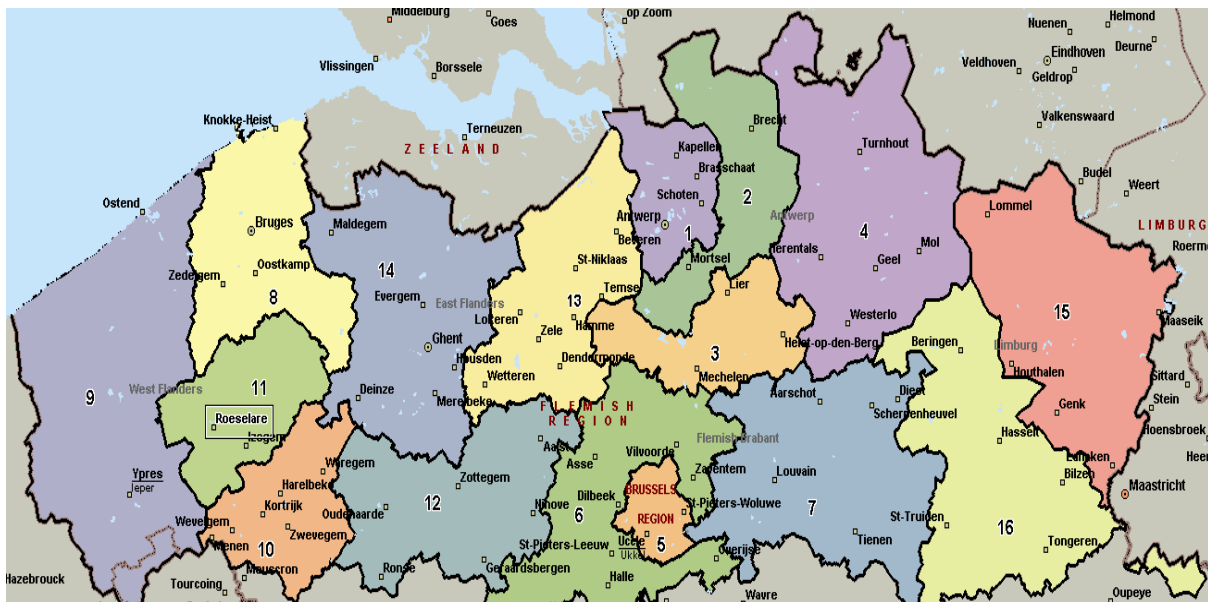 Middelburg
Goes
op Zoom
Nuenen
Helmond
Deurne
Eindhoven
Vlissingen
Borssele
Veldhoven
Geldrop
Knokke-Heist
Terneuzen
ZEELAND
Kapellen
Brecht
Turnhout
Valkenswaard
Brasschaat
Budel
Weert
Ostend
Bruges
Maldegem
Schoten
2
Antwerp
Antwerp
Lommel
LIMBURG
Beveren
1
4
Mol
Roerm
Zedelgem
Oostkamp
14
St-Niklaas
Mortsel
Herentals
Geel
8
Evergem
East Flanders
13
Temse
Lier
15
Lokeren
Hamme
Westerlo
Maaseik
Zele
3
Heist-op-den-Berg
Beringen
Limburg
Ghent
Heusden
Dendermonde
Mechelen
Houthalen
Sittard
9
West Flanders
11
Deinze
Wetteren
Merelbeke
Aarschot
Diest
Stein
Roeselare
FLEMISH
REGION
Scherpenheuvel
Genk
Hoensbroek
Izegem
Aalst
Vilvoorde
Flemish Brabant
Hasselt
Heer
Ypres
Ieper
Waregem
Asse
Zaventem
Louvain
Lanaken
Bilzen
Harelbeke
Zottegem
Dilbeek
BRUSSELS
Maastricht
Kortrijk
Oudenaarde
12
Ninove
6
REGION
St-Pieters-Woluwe
7
St-Truiden
16
Wevelgem
Zwevegem
Menen
10
St-Pieters-Leeuw
Uccle
Ukkel
5
Overijse
Tienen
Tongeren
Hazebrouck
Mouscron
Ronse
Geraardsbergen
Halle
Tourcoing
Wavre
Oupeye